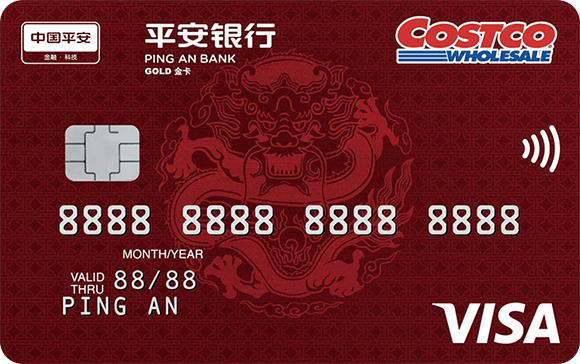 中国平安
金融·科技
平安银行
PING AN BANK
GOLD 金卡
COSTCO
WHOLESALE
8888 8888 8888 8888
MONTH/YEAR
VALID THRU 88/88
PING AN
VISA